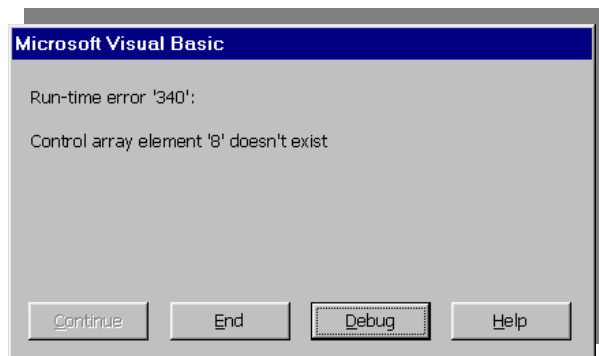 Microsoft Visual Basic
Run-time error '340':
Control array element '8' doesn't exist
Continue End Debug Help